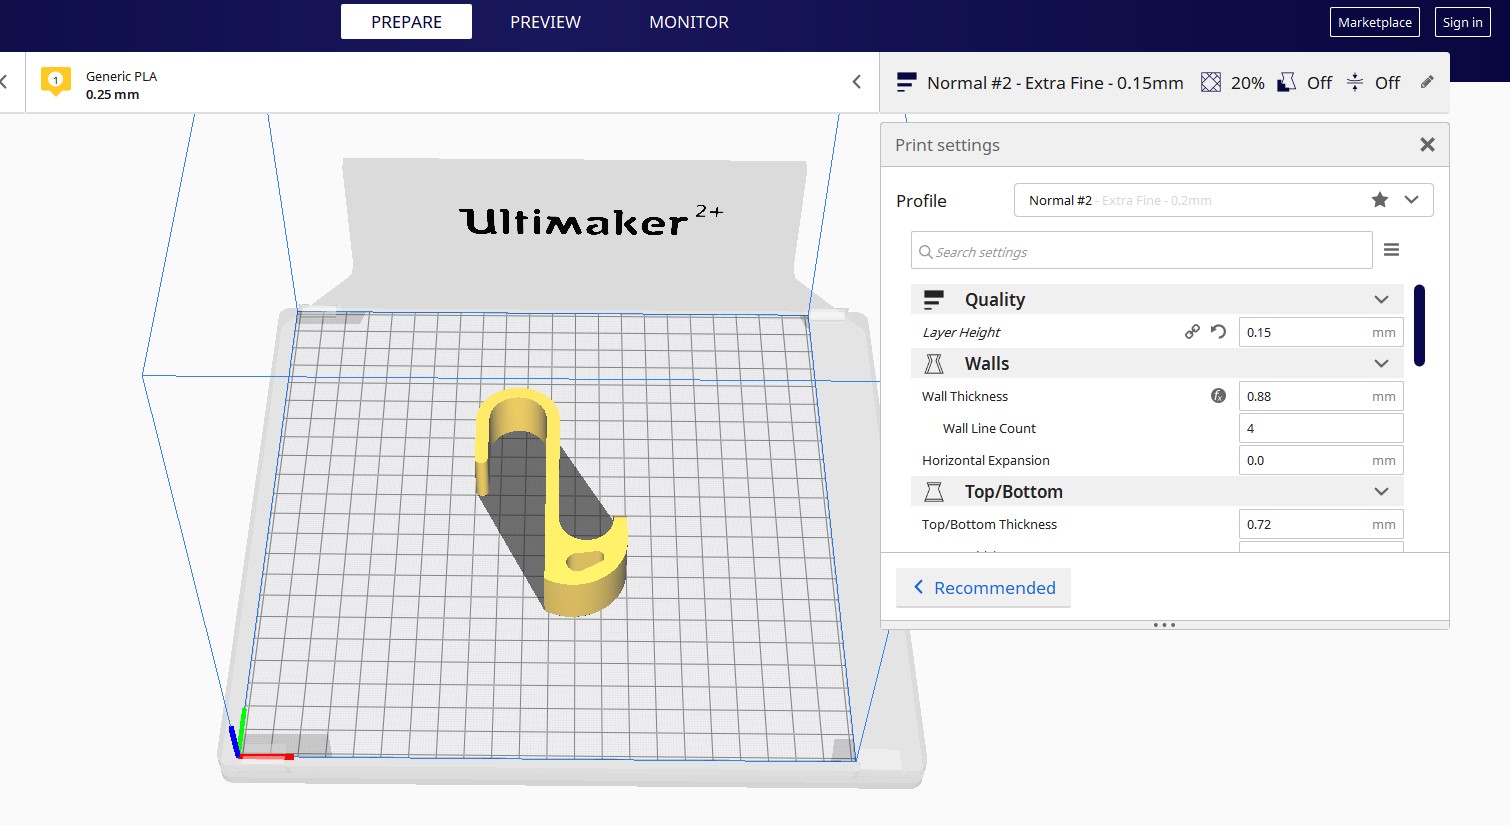 PREPARE PREVIEW MONITOR Marketplace Sign in
1 Generic PLA
0.25 mm
Normal #2 - Extra Fine - 0.15mm 20% Off Off
Print settings
Profile Normal #2 - Extra Fine - 0.2mm
Search settings
Quality
Layer Height 0.15 mm
Walls
Wall Thickness fx 0.88 mm
Wall Line Count 4
Horizontal Expansion 0.0 mm
Top/Bottom
Top/Bottom Thickness 0.72 mm
Recommended
Ultimaker 2+